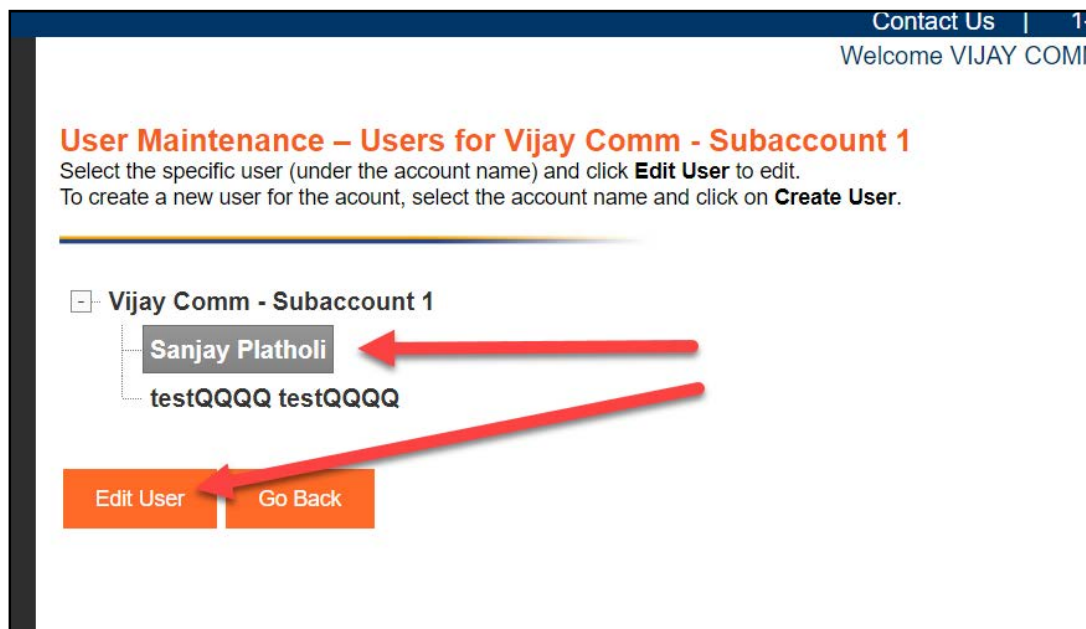 Contact Us | 1-
Welcome VIJAY COM
User Maintenance – Users for Vijay Comm - Subaccount 1
Select the specific user (under the account name) and click Edit User to edit.
To create a new user for the acount, select the account name and click on Create User.
- Vijay Comm - Subaccount 1
Sanjay Platholi
testQQQQ testQQQQ
Edit User Go Back